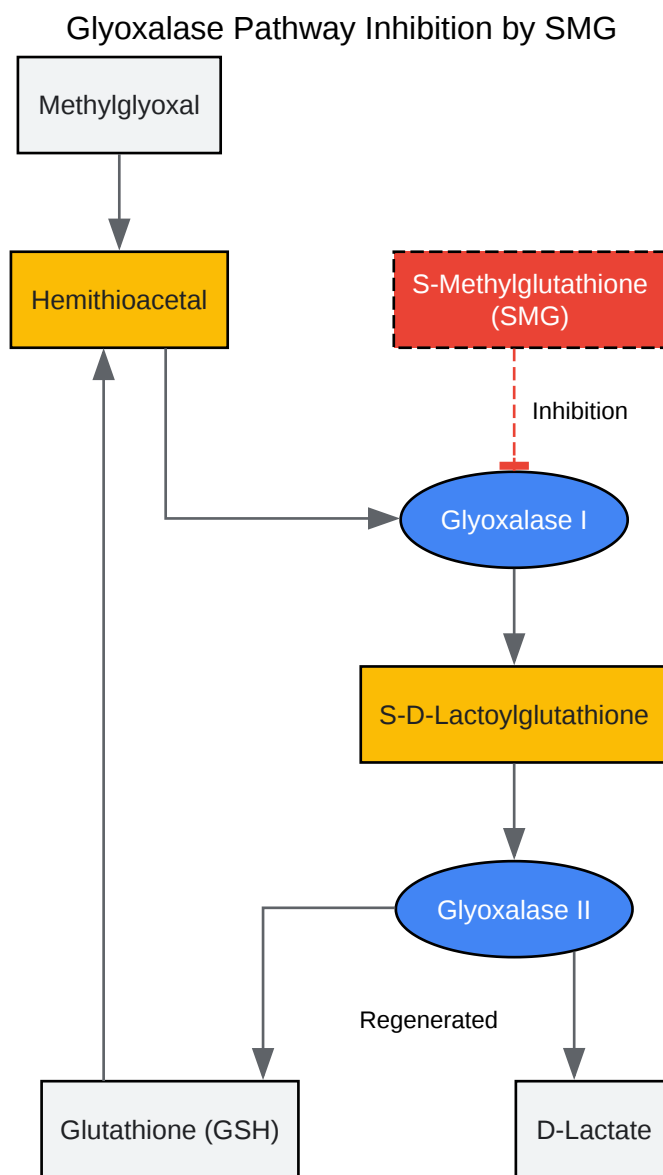 Glyoxalase Pathway Inhibition by SMG
Methylglyoxal
Hemithioacetal
S-Methylglutathione
(SMG)
Inhibition
Glyoxalase I
S-D-Lactoylglutathione
Glyoxalase II
Regenerated
Glutathione (GSH)
D-Lactate